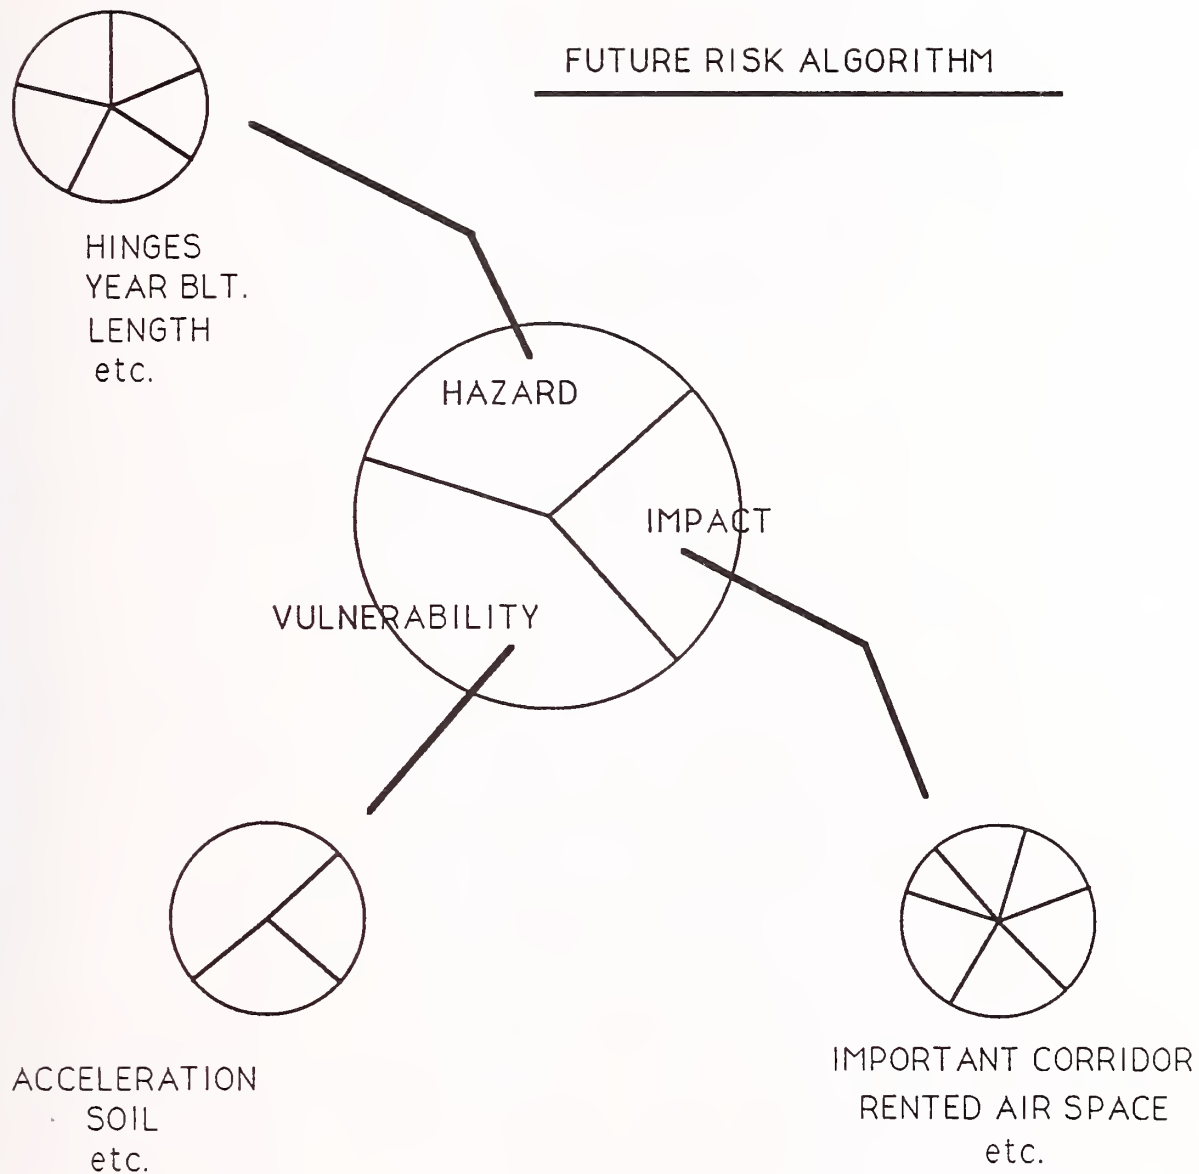 FUTURE RISK ALGORITHM
HINGES
YEAR BLT.
LENGTH
etc.
HAZARD
IMPACT
VULNERABILITY
ACCELERATION
SOIL
etc.
IMPORTANT CORRIDOR
RENTED AIR SPACE
etc.